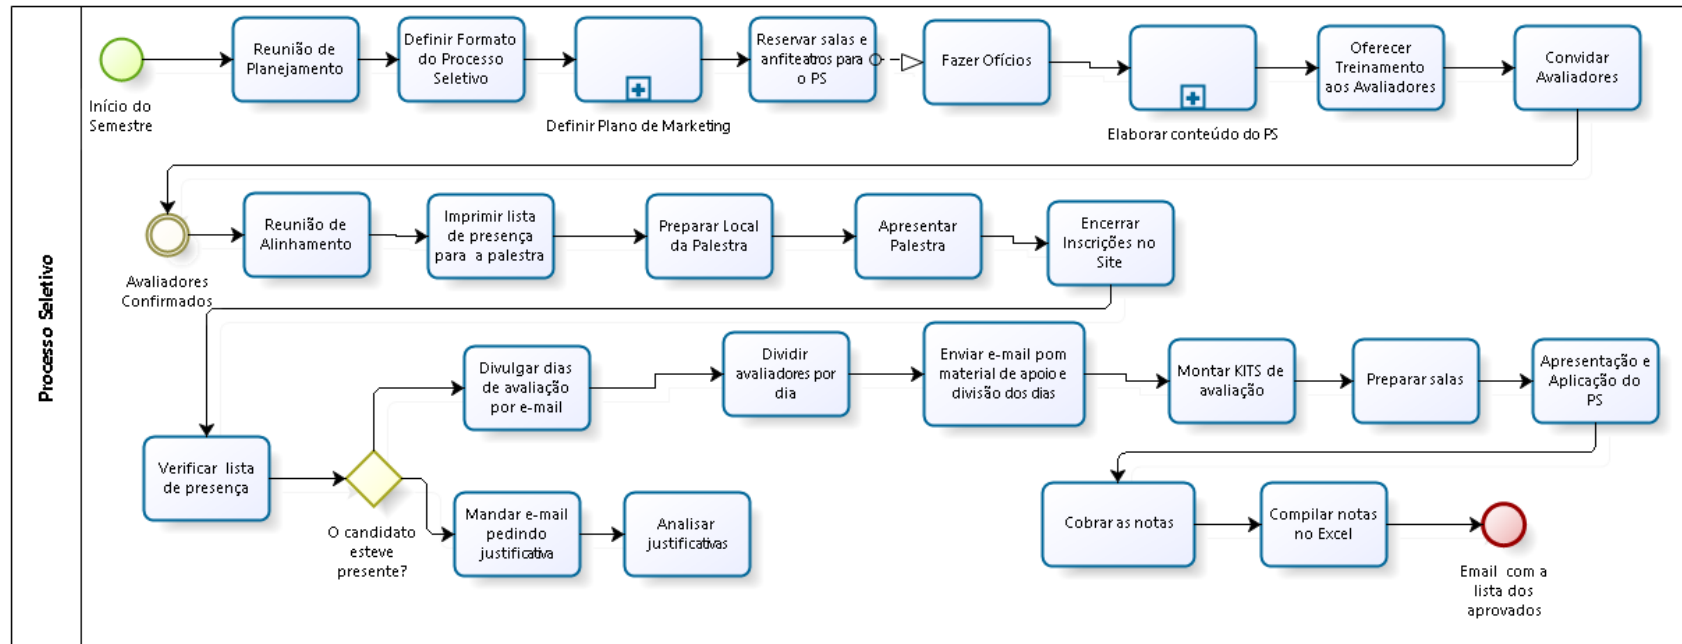 Processo Seletivo
Início do
Semestre
Reunião de
Planejamento
Definir Formato
do Processo
Seletivo
Definir Plano de Marketing
Reservar salas e
anfiteatros para
o PS
Fazer Ofícios
Elaborar conteúdo do PS
Oferecer
Treinamento
aos Avaliadores
Convidar
Avaliadores
Avaliadores
Confirmados
Reunião de
Alinhamento
Imprimir lista
de presença
para a palestra
Preparar Local
da Palestra
Apresentar
Palestra
Encerrar
Inscrições no
Site
Verificar lista
de presença
O candidato
esteve
presente?
Divulgar dias
de avaliação
por e-mail
Dividir
avaliadores por
dia
Enviar e-mail pom
material de apoio e
divisão dos dias
Montar KITS de
avaliação
Preparar salas
Apresentação e
Aplicação do
PS
Mandar e-mail
pedindo
justificativa
Analisar
justificativas
Cobrar as notas
Compilar notas
no Excel
Email com a
lista dos
aprovados